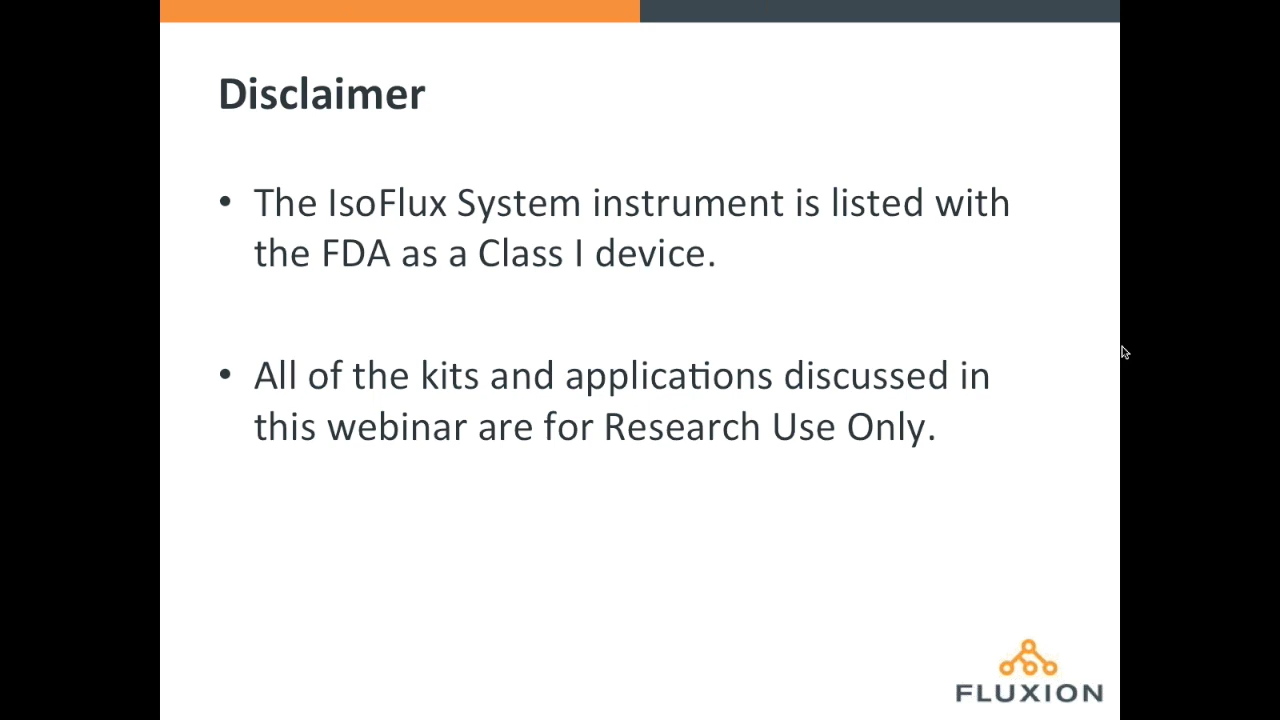 Disclaimer
• The IsoFlux System instrument is listed with
the FDA as a Class I device.
• All of the kits and applications discussed in
this webinar are for Research Use Only.
FLUXION